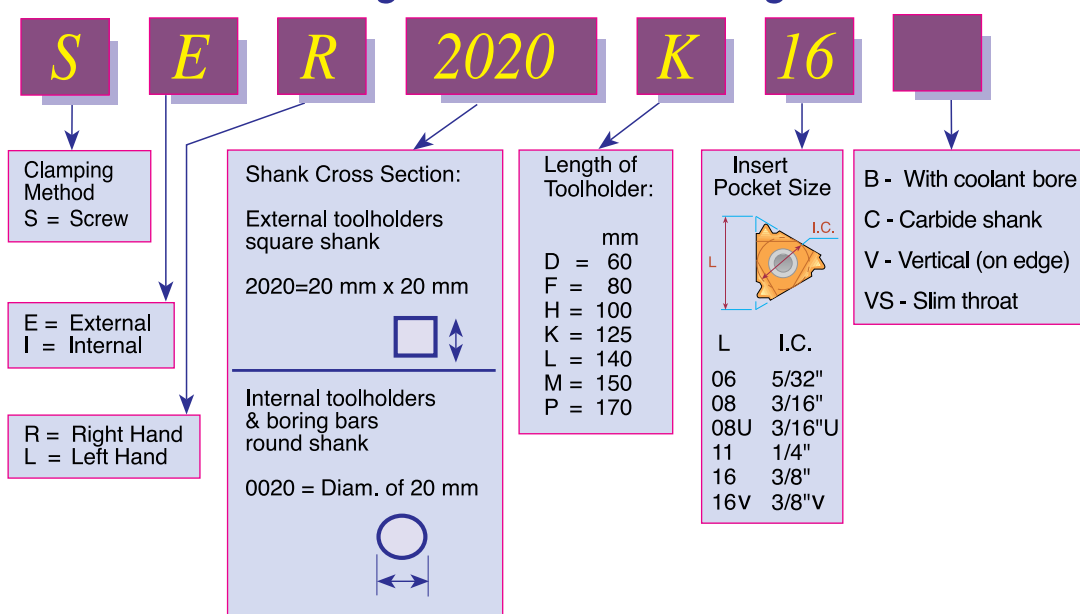 S E R 2020 K 16
Clamping
Method
S = Screw
E = External
I = Internal
R = Right Hand
L = Left Hand
Shank Cross Section:
External toolholders
square shank
2020=20 mm x 20 mm
Internal toolholders
& boring bars
round shank
0020 = Diam. of 20 mm
Length of
Toolholder:
mm
D = 60
F = 80
H = 100
K = 125
L = 140
M = 150
P = 170
Insert
Pocket Size
I.C.
L
L I.C.
06 5/32"
08 3/16"
08U 3/16"U
11 1/4"
16 3/8"
16V 3/8"V
B - With coolant bore
C - Carbide shank
V - Vertical (on edge)
VS - Slim throat